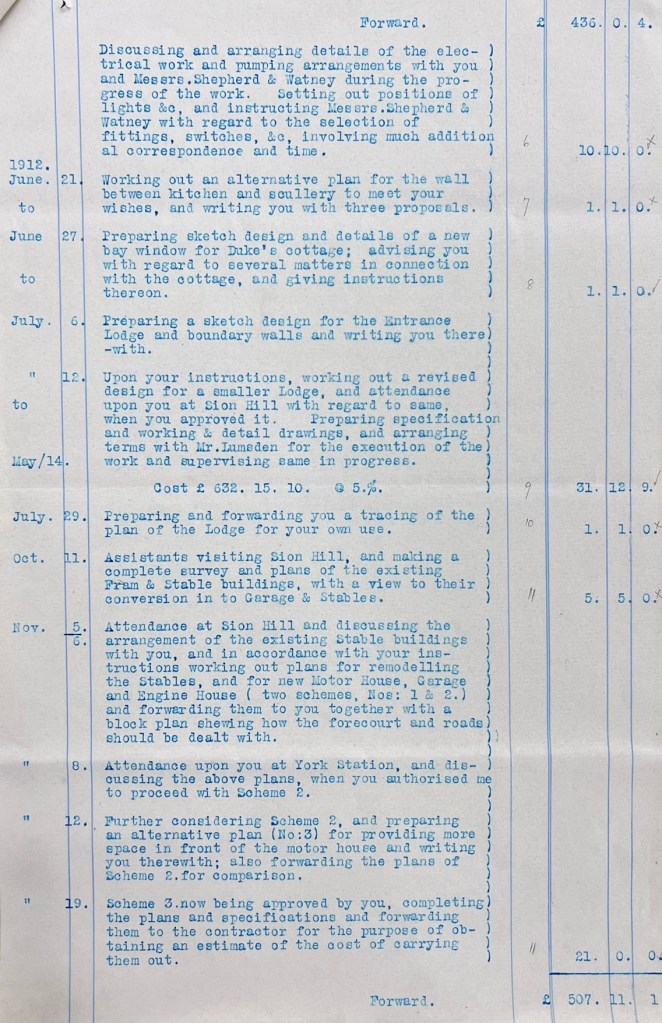 Forward. £ 436. 0. 4.
Discussing and arranging details of the elec- )
trical work and pumping arrangements with you )
and Messrs.Shepherd & Watney during the pro- )
gress of the work. Setting out positions of )
lights &c, and instructing Messrs.Shepherd & )
Watney with regard to the selection of )
fittings, switches, &c, involving much addition 6
al correspondence and time. ) 10.10. 0.x
1912.
June. 21. Working out an alternative plan for the wall )
between kitchen and scullery to meet your )
to wishes, and writing you with three proposals. ) 7 1. 1. 0.x
June 27. Preparing sketch design and details of a new )
bay window for Duke's cottage; advising you )
with regard to several matters in connection )
to with the cottage, and giving instructions )
thereon. ) 8 1. 1. 0.✓
July. 6. Preparing a sketch design for the Entrance )
Lodge and boundary walls and writing you there)
-with. )
" 12. Upon your instructions, working out a revised )
design for a smaller Lodge, and attendance )
to upon you at Sion Hill with regard to same, )
when you approved it. Preparing specification
and working & detail drawings, and arranging )
terms with Mr.Lumsden for the execution of the)
May/14. work and supervising same in progress. )
Cost £ 632. 15. 10. @ 5.%. ) 9 31. 12. 9.✓
July. 29. Preparing and forwarding you a tracing of the )
plan of the Lodge for your own use. ) 10 1. 1. 0.x
Oct. 11. Assistants visiting Sion Hill, and making a )
complete survey and plans of the existing )
Fram & Stable buildings, with a view to their )
conversion in to Garage & Stables. ) 11 5. 5. 0.x
Nov. 5. Attendance at Sion Hill and discussing the )
6. arrangement of the existing Stable buildings )
with you, and in accordance with your ins- )
tructions working out plans for remodelling )
the Stables, and for new Motor House, Garage )
and Engine House ( two schemes, Nos: 1 & 2.) )
and forwarding them to you together with a )
block plan shewing how the forecourt and roads)
should be dealt with. ))
" 8. Attendance upon you at York Station, and dis- )
cussing the above plans, when you authorised me
to proceed with Scheme 2. )
" 12. Further considering Scheme 2, and preparing )
an alternative plan (No:3) for providing more )
space in front of the motor house and writing )
you therewith; also forwarding the plans of )
Scheme 2.for comparison. )
" 19. Scheme 3.now being approved by you, completing)
the plans and specifications and forwarding )
them to the contractor for the purpose of ob- )
taining an estimate of the cost of carrying ) 11
them out. ) 21. 0. 0
Forward. £ 507. 11. 1